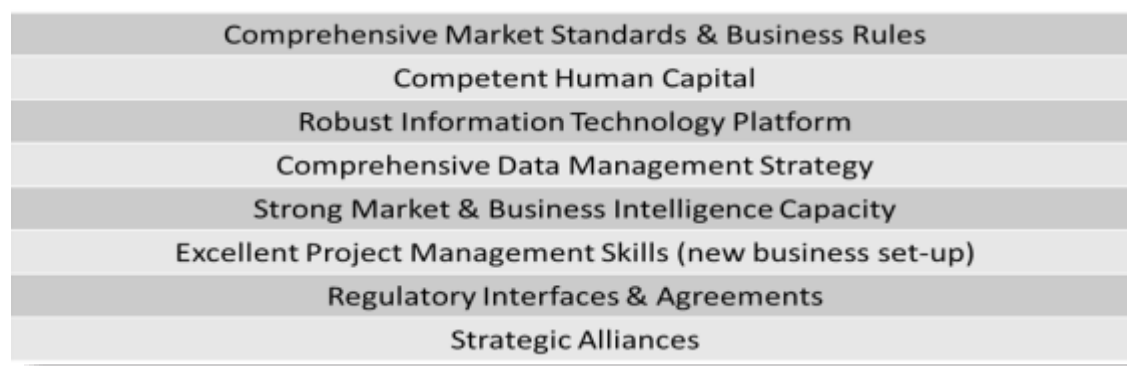 Comprehensive Market Standards & Business Rules
Competent Human Capital
Robust Information Technology Platform
Comprehensive Data Management Strategy
Strong Market & Business Intelligence Capacity
Excellent Project Management Skills (new business set-up)
Regulatory Interfaces & Agreements
Strategic Alliances